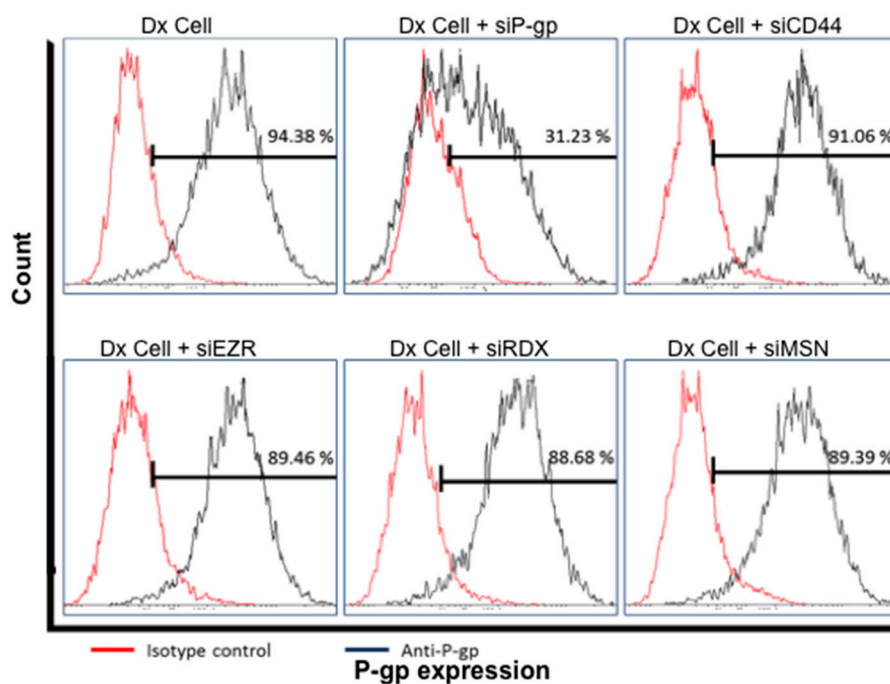 Dx Cell
Dx Cell + siP-gp
Dx Cell + siCD44
94.38 %
31.23 %
91.06 %
Count
Dx Cell + siEZR
Dx Cell + siRDX
Dx Cell + siMSN
89.46 %
88.68 %
89.39 %
Isotype control
Anti-P-gp
P-gp expression